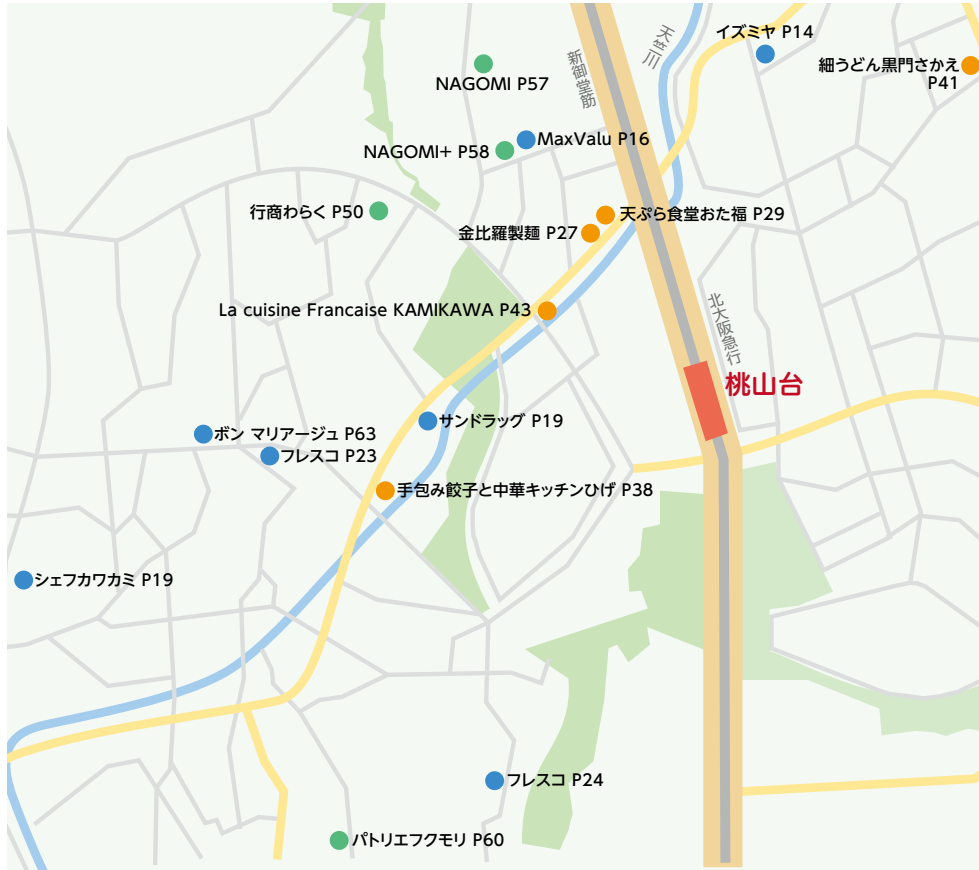 イズミヤ P14
天竺川
新御堂筋
細うどん黒門さかえ
P41
NAGOMI P57
MaxValu P16
NAGOMI+ P58
行商わらく P50
天ぷら食堂おた福 P29
金比羅製麺 P27
La cuisine Francaise KAMIKAWA P43
北大阪急行
桃山台
サンドラッグ P19
ボン マリアージュ P63
フレスコ P23
手包み餃子と中華キッチンひげ P38
シェフカワカミ P19
フレスコ P24
パトリエフクモリ P60